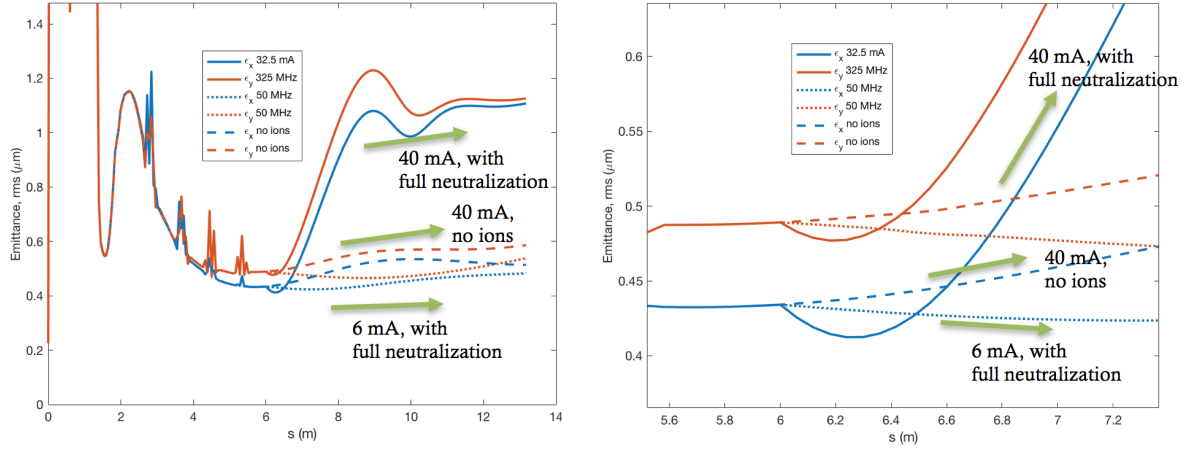 1.4
1.2
1
0.8
0.6
0.4
0.2
0
0
2
4
6
8
10
12
14
Emittance, rms (μm)
s (m)
ϵx 32.5 mA
ϵy 325 MHz
ϵx 50 MHz
ϵy 50 MHz
ϵx no ions
ϵy no ions
40 mA, with
full neutralization
40 mA,
no ions
6 mA, with
full neutralization
0.6
0.55
0.5
0.45
0.4
5.6
5.8
6
6.2
6.4
6.6
6.8
7
7.2
Emittance, rms (μm)
s (m)
ϵx 32.5 mA
ϵy 325 MHz
ϵx 50 MHz
ϵy 50 MHz
ϵx no ions
ϵy no ions
40 mA, with
full neutralization
40 mA,
no ions
6 mA, with
full neutralization